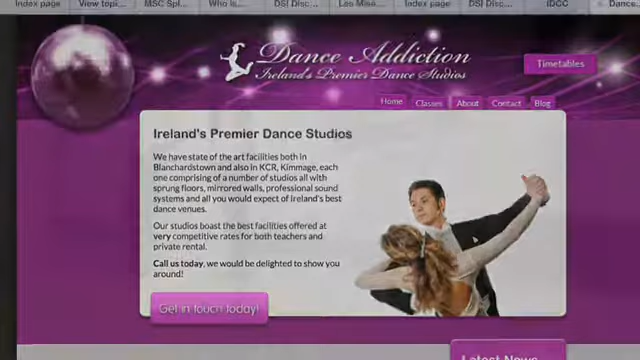 Index page
View topi...
MSC Spl...
Who is...
DSI Disc...
Les Mise...
Index page
DSI Disc...
IDCC
Danc
Dance Addiction
Ireland's Premier Dance Studios
Timetables
Home Classes About Contact Blog
Ireland's Premier Dance Studios
We have state of the art facilities both in
Blanchardstown and also in KCR, Kimmage, each
one comprising of a number of studios all with
sprung floors, mirrored walls, professional sound
systems and all you would expect of Ireland's best
dance venues.
Our studios boast the best facilities offered at
very competitive rates for both teachers and
private rental.
Call us today, we would be delighted to show you
around!
Get in touch today!
Latest News